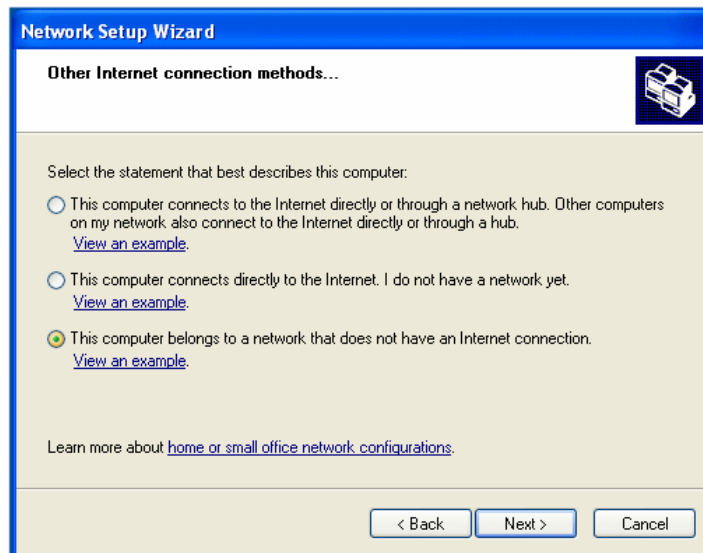 Network Setup Wizard
Other Internet connection methods...
Select the statement that best describes this computer:
This computer connects to the Internet directly or through a network hub. Other computers
on my network also connect to the Internet directly or through a hub.
View an example.
This computer connects directly to the Internet. I do not have a network yet.
View an example.
This computer belongs to a network that does not have an Internet connection.
View an example.
Learn more about home or small office network configurations.
< Back Next > Cancel